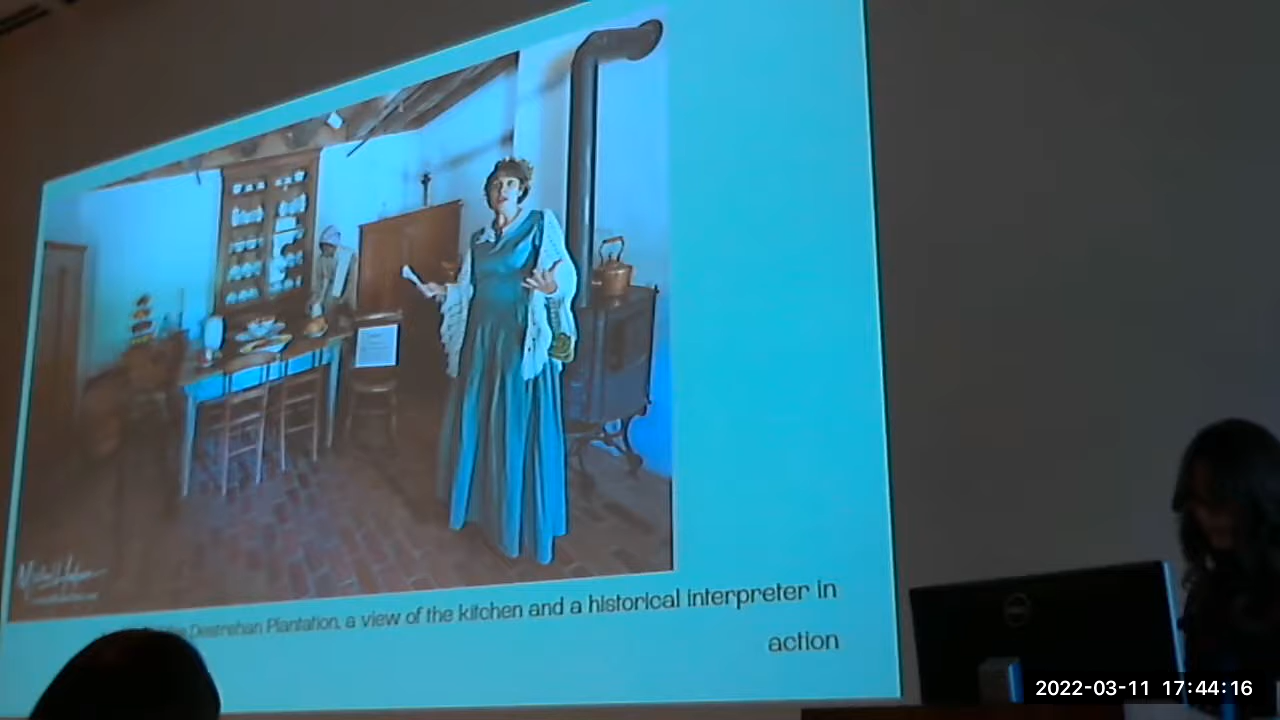 Destrehan Plantation, a view of the kitchen and a historical interpreter in
action
2022-03-11 17:44:16